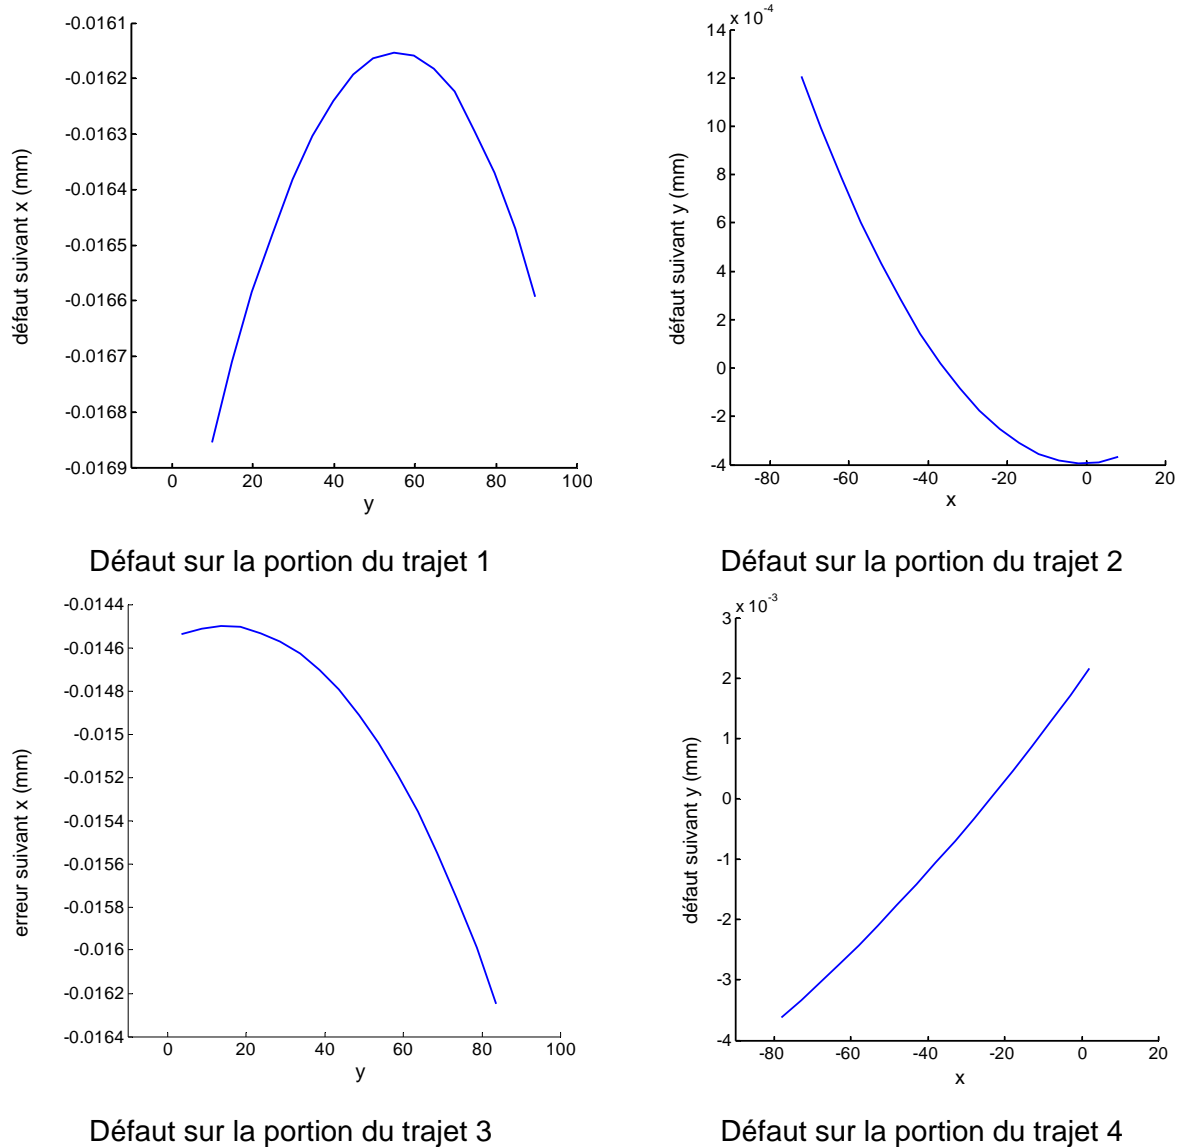 -0.0161
-0.0162
-0.0163
-0.0164
-0.0165
-0.0166
-0.0167
-0.0168
-0.0169
0 20 40 60 80 100
y
défaut suivant x (mm)
Défaut sur la portion du trajet 1
x 10-4
14
12
10
8
6
4
2
0
-2
-4
-80 -60 -40 -20 0 20
x
défaut suivant y (mm)
Défaut sur la portion du trajet 2
-0.0144
-0.0146
-0.0148
-0.015
-0.0152
-0.0154
-0.0156
-0.0158
-0.016
-0.0162
-0.0164
0 20 40 60 80 100
y
erreur suivant x (mm)
Défaut sur la portion du trajet 3
x 10-3
3
2
1
0
-1
-2
-3
-4
-80 -60 -40 -20 0 20
x
défaut suivant y (mm)
Défaut sur la portion du trajet 4